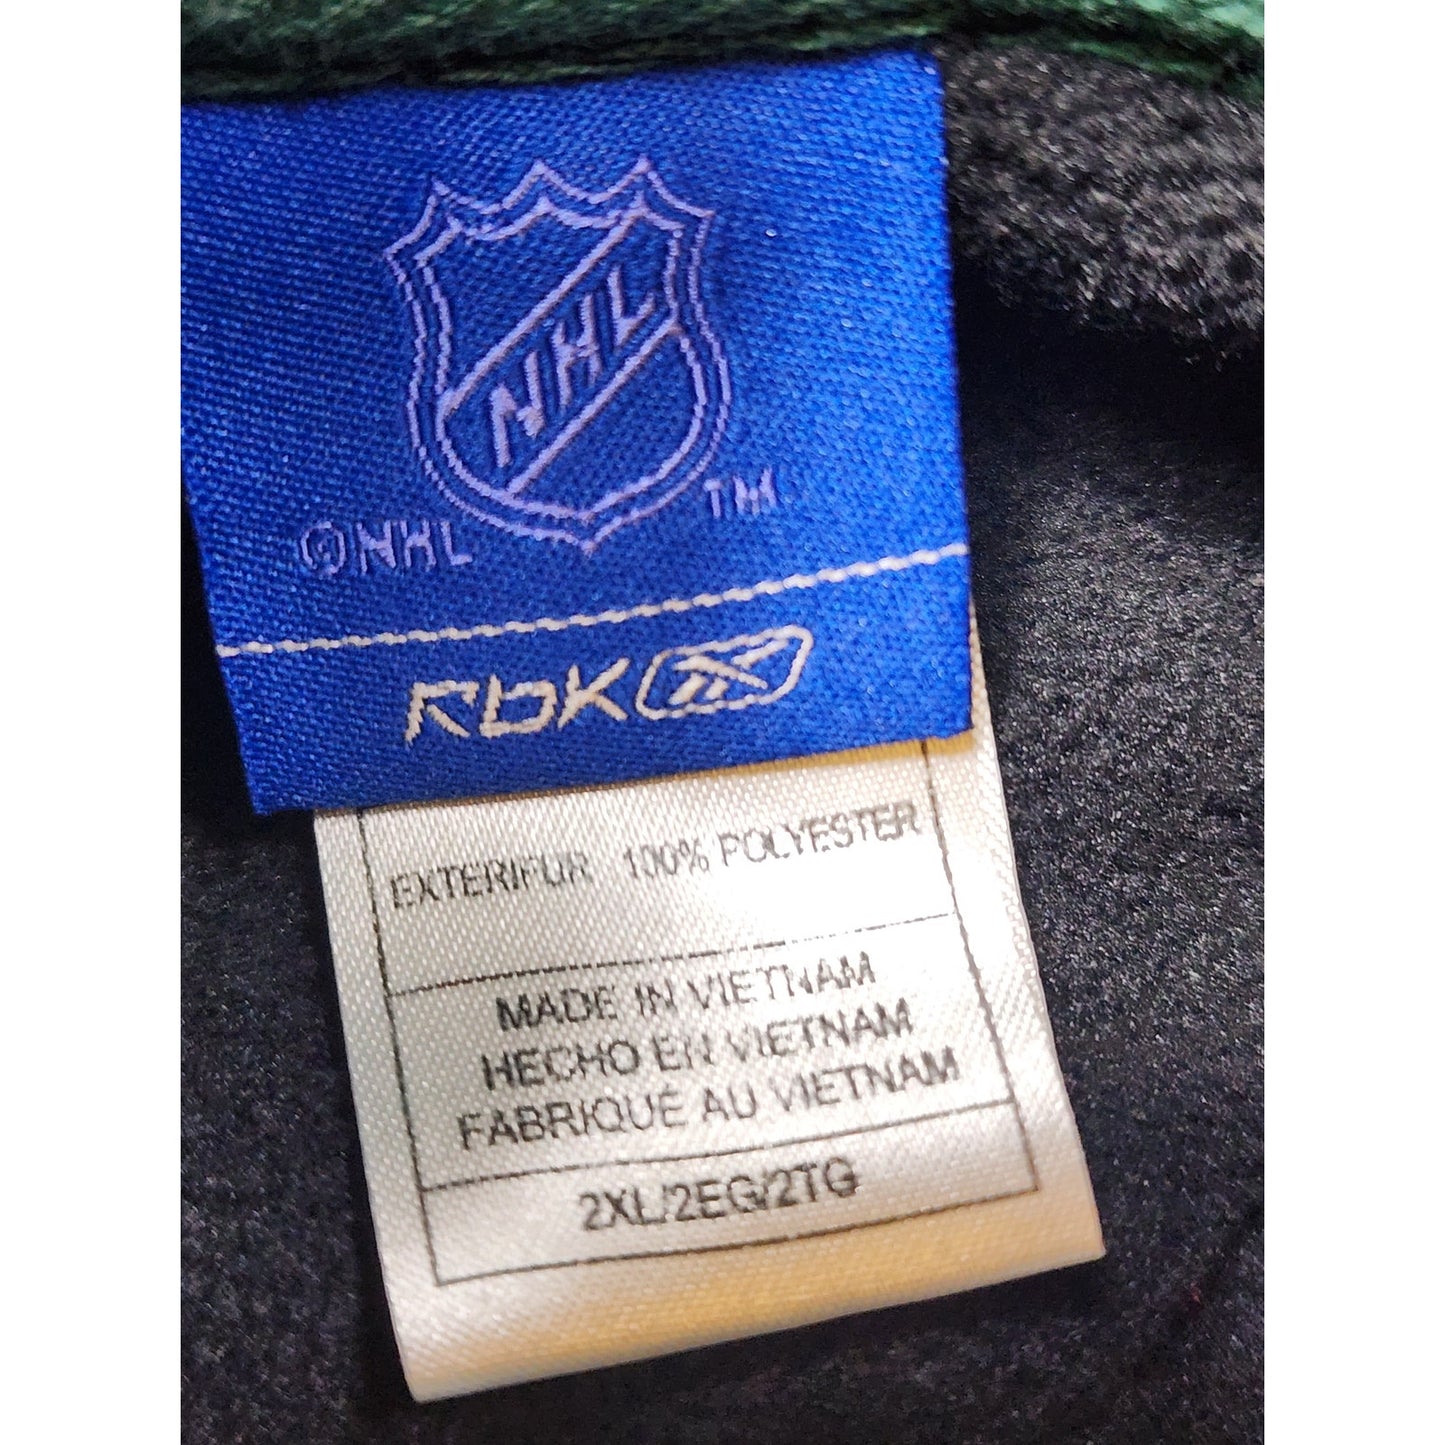 NHL
©NHL TM
RbK
EXTERIEUR 100% POLYESTER
MADE IN VIETNAM
HECHO EN VIETNAM
FABRIQUÉ AU VIETNAM
2XL/2EG/2TG